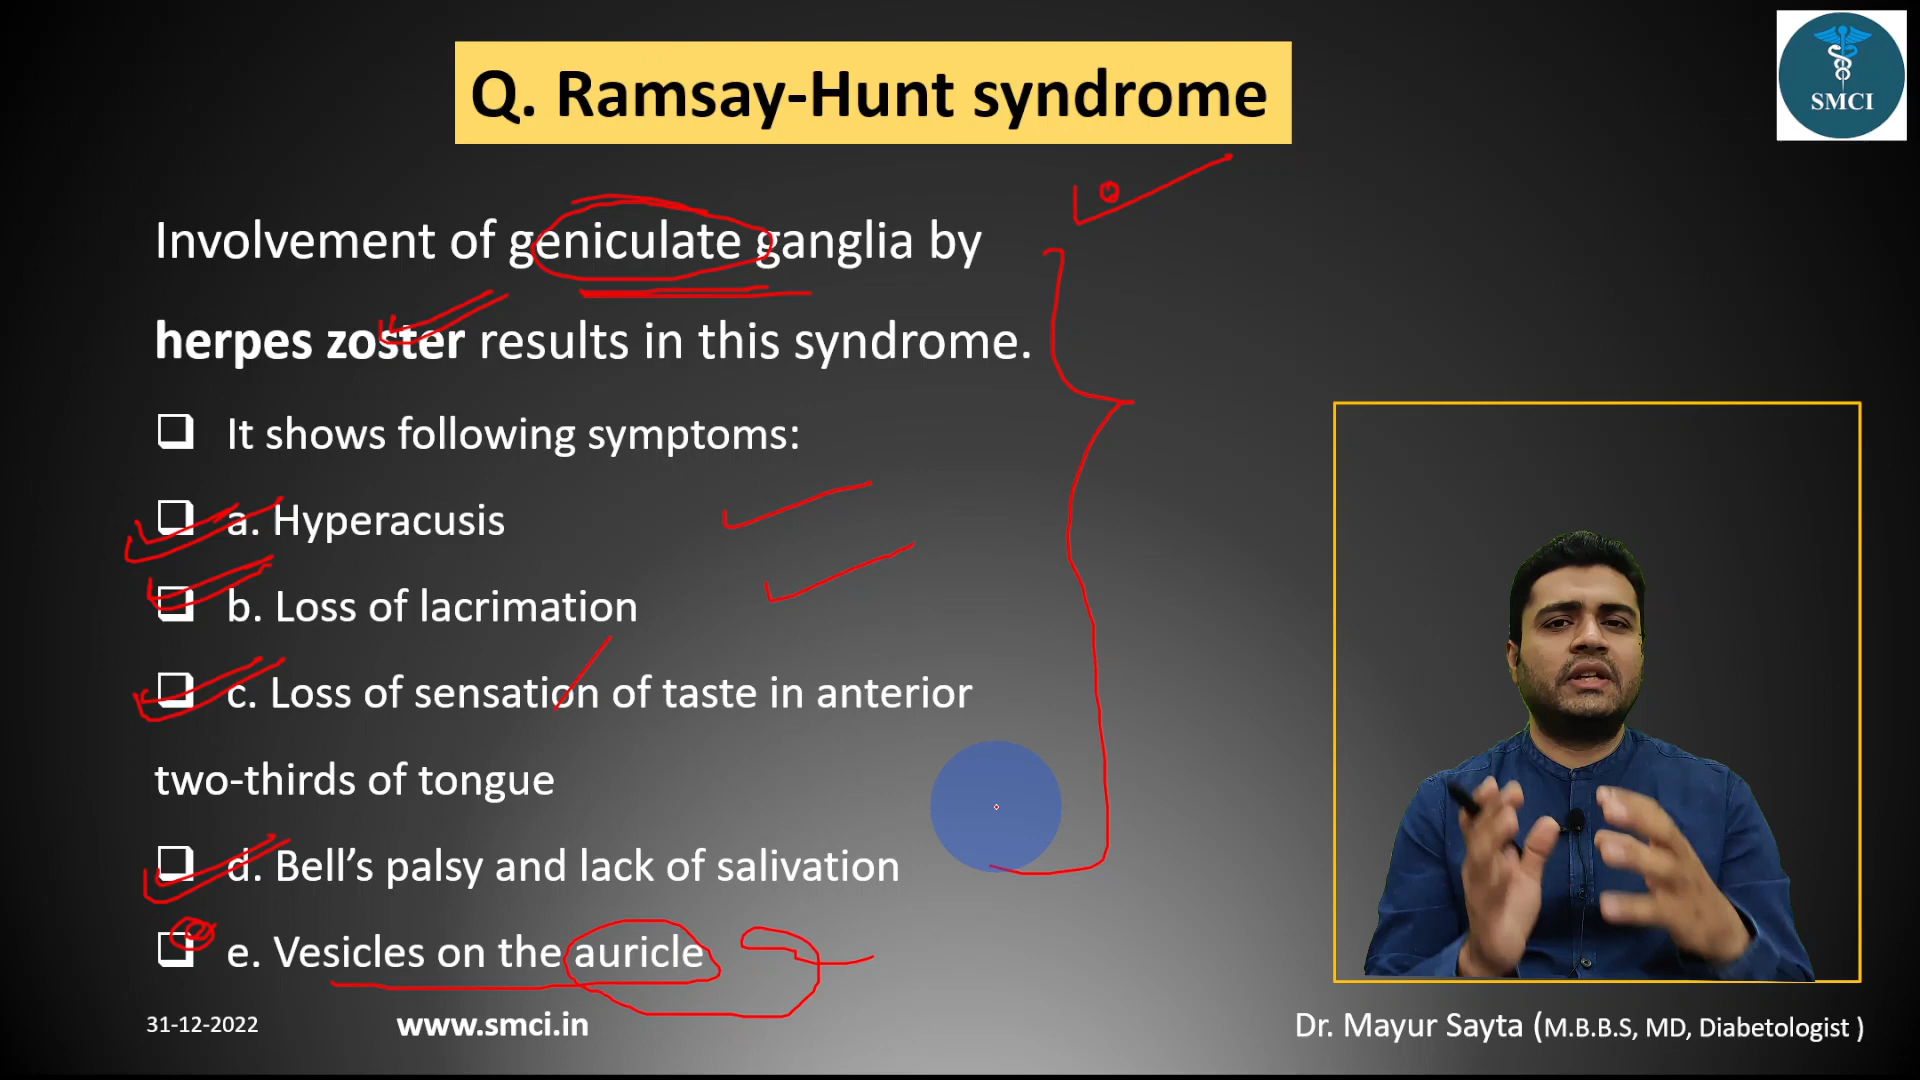 Q. Ramsay-Hunt syndrome
SMCI
Involvement of geniculate ganglia by
herpes zoster results in this syndrome.
It shows following symptoms:
a. Hyperacusis
b. Loss of lacrimation
c. Loss of sensation of taste in anterior
two-thirds of tongue
d. Bell’s palsy and lack of salivation
e. Vesicles on the auricle
31-12-2022
www.smci.in
Dr. Mayur Sayta (M.B.B.S, MD, Diabetologist )